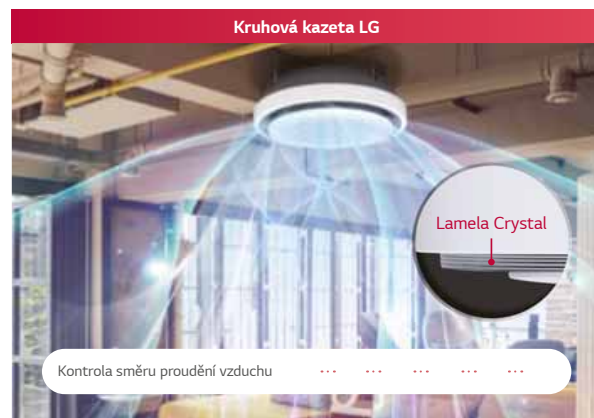 Kruhová kazeta LG
Lamela Crystal
Kontrola směru proudění vzduchu